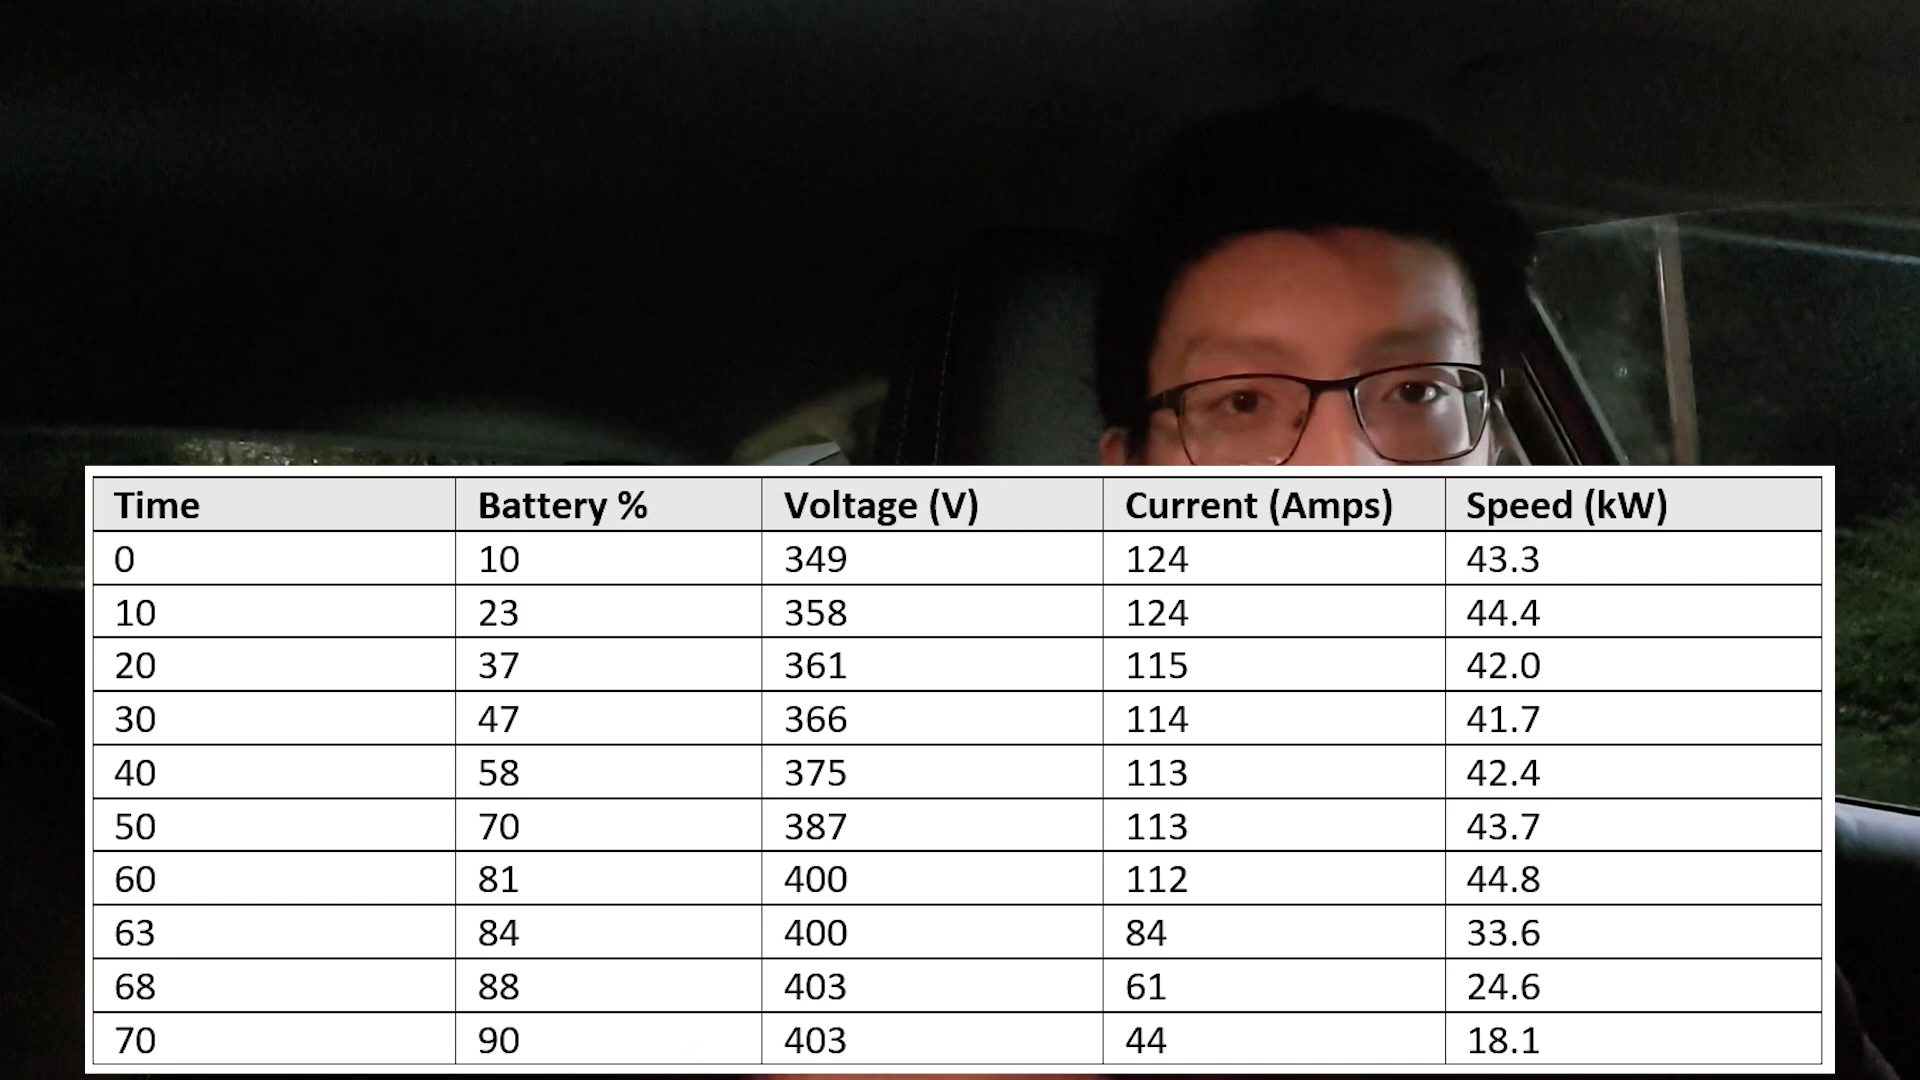 Time Battery % Voltage (V) Current (Amps) Speed (kW)
0 10 349 124 43.3
10 23 358 124 44.4
20 37 361 115 42.0
30 47 366 114 41.7
40 58 375 113 42.4
50 70 387 113 43.7
60 81 400 112 44.8
63 84 400 84 33.6
68 88 403 61 24.6
70 90 403 44 18.1